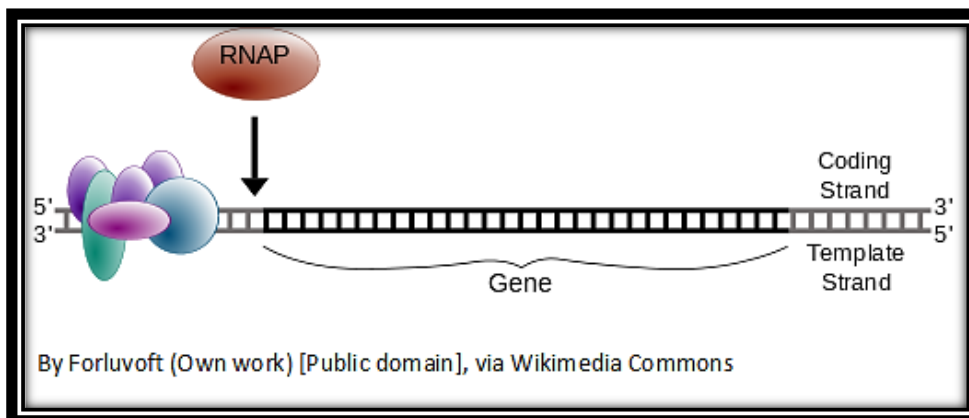 RNAP
Coding
Strand
5'
3'
3'
5'
Template
Strand
Gene
By Forluvoft (Own work) [Public domain], via Wikimedia Commons